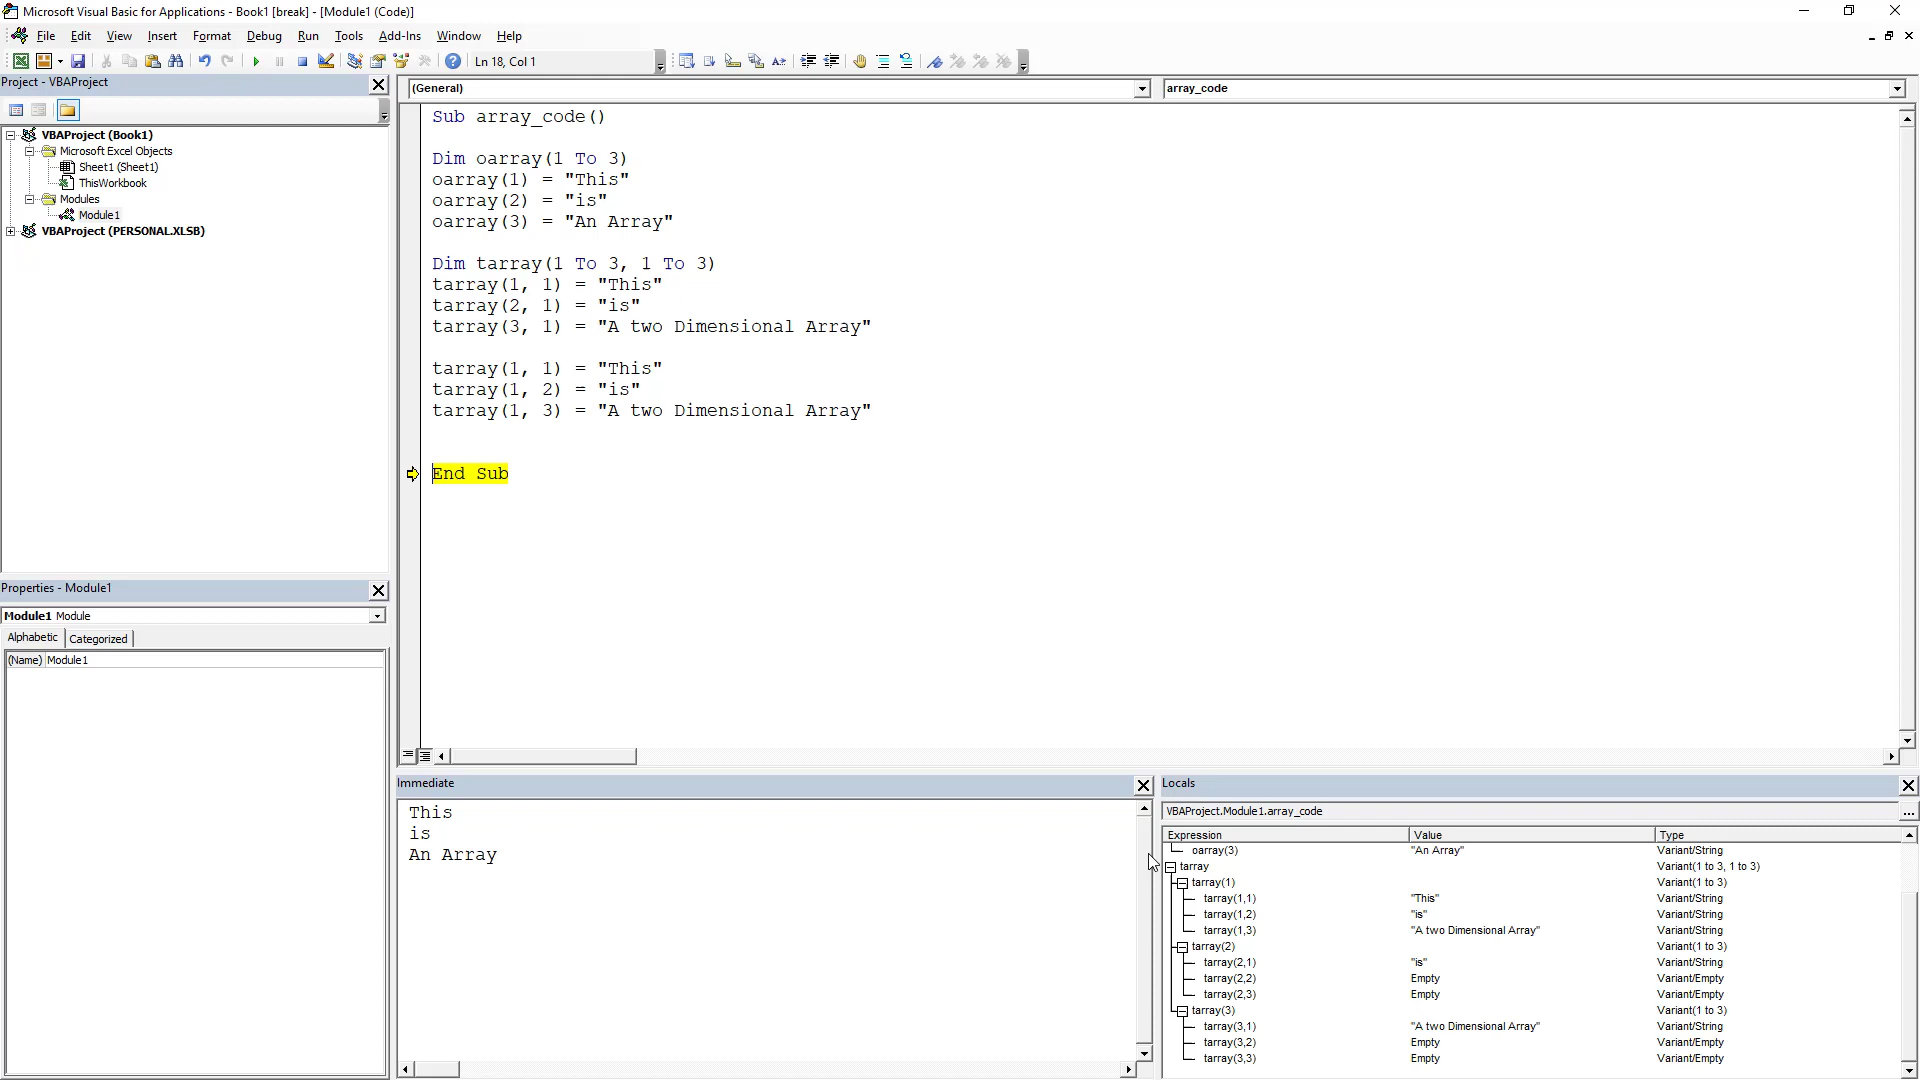 Microsoft Visual Basic for Applications - Book1 [break] - [Module1 (Code)]
File Edit View Insert Format Debug Run Tools Add-Ins Window Help
Ln 18, Col 1
Project - VBAProject
(General) array_code
VBAProject (Book1)
Microsoft Excel Objects
Sheet1 (Sheet1)
ThisWorkbook
Modules
Module1
VBAProject (PERSONAL.XLSB)
Sub array_code()
Dim oarray(1 To 3)
oarray(1) = "This"
oarray(2) = "is"
oarray(3) = "An Array"
Dim tarray(1 To 3, 1 To 3)
tarray(1, 1) = "This"
tarray(2, 1) = "is"
tarray(3, 1) = "A two Dimensional Array"
tarray(1, 1) = "This"
tarray(1, 2) = "is"
tarray(1, 3) = "A two Dimensional Array"
End Sub
Properties - Module1
Module1 Module
Alphabetic Categorized
(Name) Module1
Immediate
This
is
An Array
Locals
VBAProject.Module1.array_code ...
Expression Value Type
oarray(3) "An Array" Variant/String
tarray Variant(1 to 3, 1 to 3)
tarray(1) Variant(1 to 3)
tarray(1,1) "This" Variant/String
tarray(1,2) "is" Variant/String
tarray(1,3) "A two Dimensional Array" Variant/String
tarray(2) Variant(1 to 3)
tarray(2,1) "is" Variant/String
tarray(2,2) Empty Variant/Empty
tarray(2,3) Empty Variant/Empty
tarray(3) Variant(1 to 3)
tarray(3,1) "A two Dimensional Array" Variant/String
tarray(3,2) Empty Variant/Empty
tarray(3,3) Empty Variant/Empty